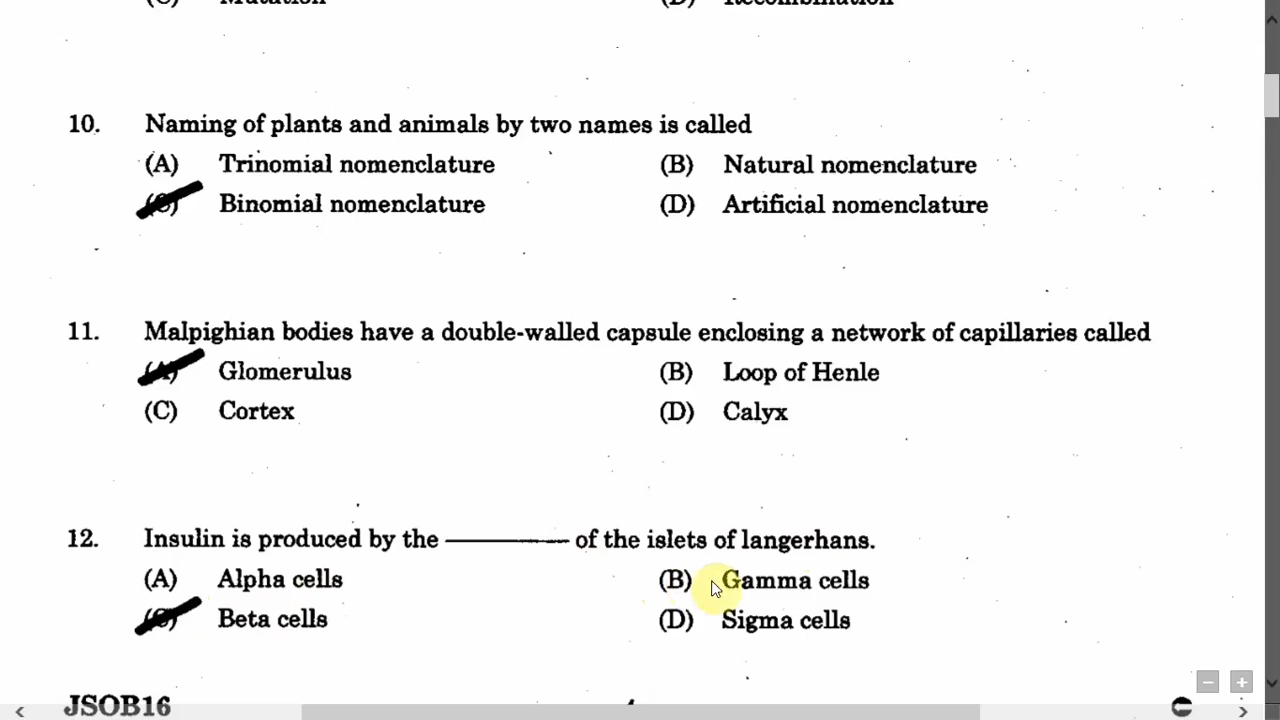 10. Naming of plants and animals by two names is called
(A) Trinomial nomenclature (B) Natural nomenclature
(C) Binomial nomenclature (D) Artificial nomenclature
11. Malpighian bodies have a double-walled capsule enclosing a network of capillaries called
(A) Glomerulus (B) Loop of Henle
(C) Cortex (D) Calyx
12. Insulin is produced by the ———— of the islets of langerhans.
(A) Alpha cells (B) Gamma cells
(C) Beta cells (D) Sigma cells
JSOB16